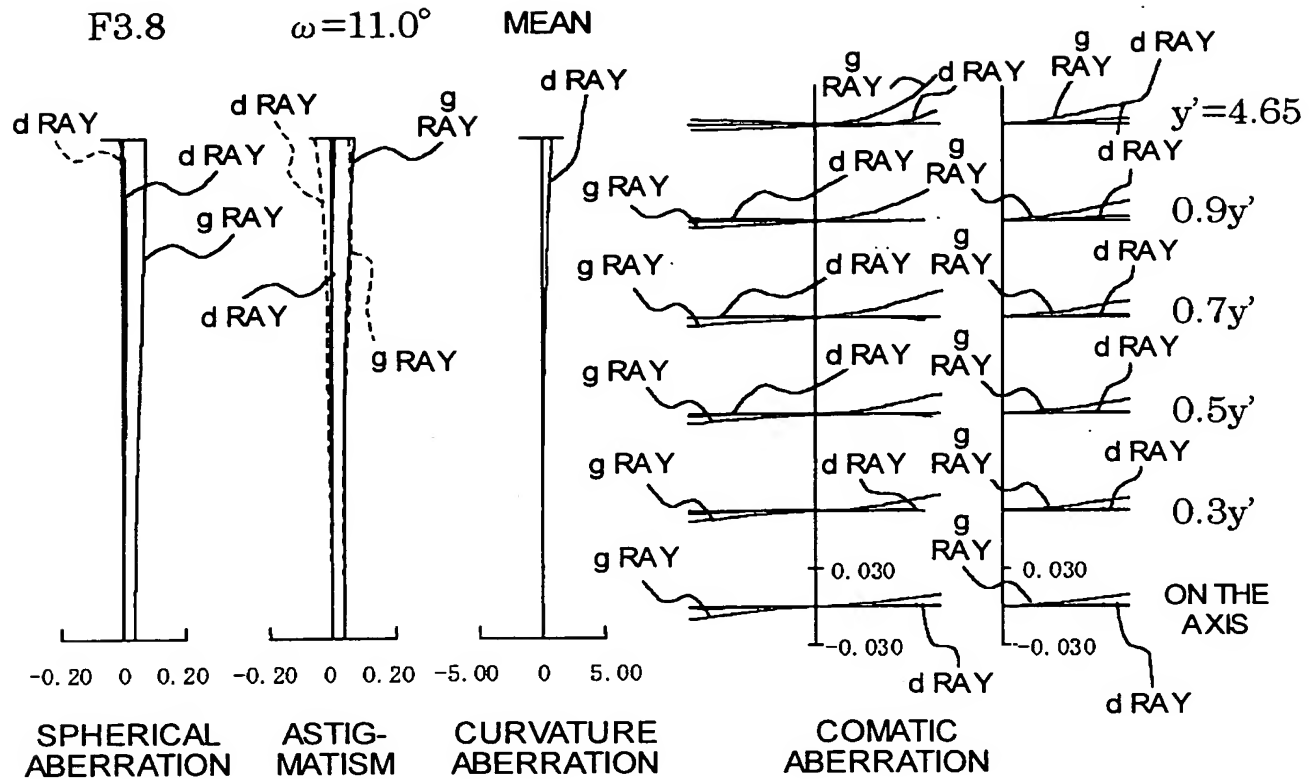 F3.8
ω=11.0°
MEAN
d RAY
d RAY
g RAY
-0.20 0 0.20
SPHERICAL
ABERRATION
d RAY
g
RAY
d RAY
g RAY
-0.20 0 0.20
ASTIG-
MATISM
d RAY
-5.00 0 5.00
CURVATURE
ABERRATION
g
RAY
d RAY
g
RAY
d RAY
y'=4.65
g RAY
d RAY
g
RAY
d RAY
0.9y'
g RAY
d RAY
g
RAY
d RAY
0.7y'
g RAY
d RAY
g
RAY
d RAY
0.5y'
g RAY
d RAY
g
RAY
d RAY
0.3y'
g RAY
0.030
-0.030
d RAY
g
RAY
0.030
-0.030
d RAY
ON THE
AXIS
COMATIC
ABERRATION